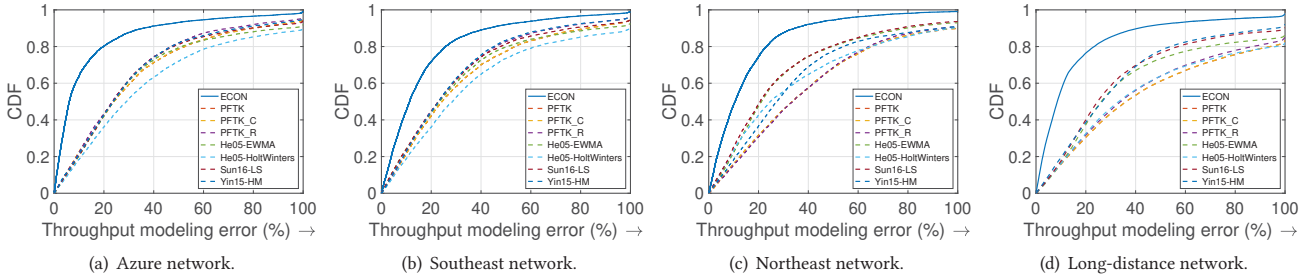 CDF
1
0.8
0.6
0.4
0.2
0
ECON
PFTK
PFTK_C
PFTK_R
He05-EWMA
He05-HoltWinters
Sun16-LS
Yin15-HM
0 20 40 60 80 100
Throughput modeling error (%) →
(a) Azure network.
CDF
1
0.8
0.6
0.4
0.2
0
ECON
PFTK
PFTK_C
PFTK_R
He05-EWMA
He05-HoltWinters
Sun16-LS
Yin15-HM
0 20 40 60 80 100
Throughput modeling error (%) →
(b) Southeast network.
CDF
1
0.8
0.6
0.4
0.2
0
ECON
PFTK
PFTK_C
PFTK_R
He05-EWMA
He05-HoltWinters
Sun16-LS
Yin15-HM
0 20 40 60 80 100
Throughput modeling error (%) →
(c) Northeast network.
CDF
1
0.8
0.6
0.4
0.2
0
ECON
PFTK
PFTK_C
PFTK_R
He05-EWMA
He05-HoltWinters
Sun16-LS
Yin15-HM
0 20 40 60 80 100
Throughput modeling error (%) →
(d) Long-distance network.